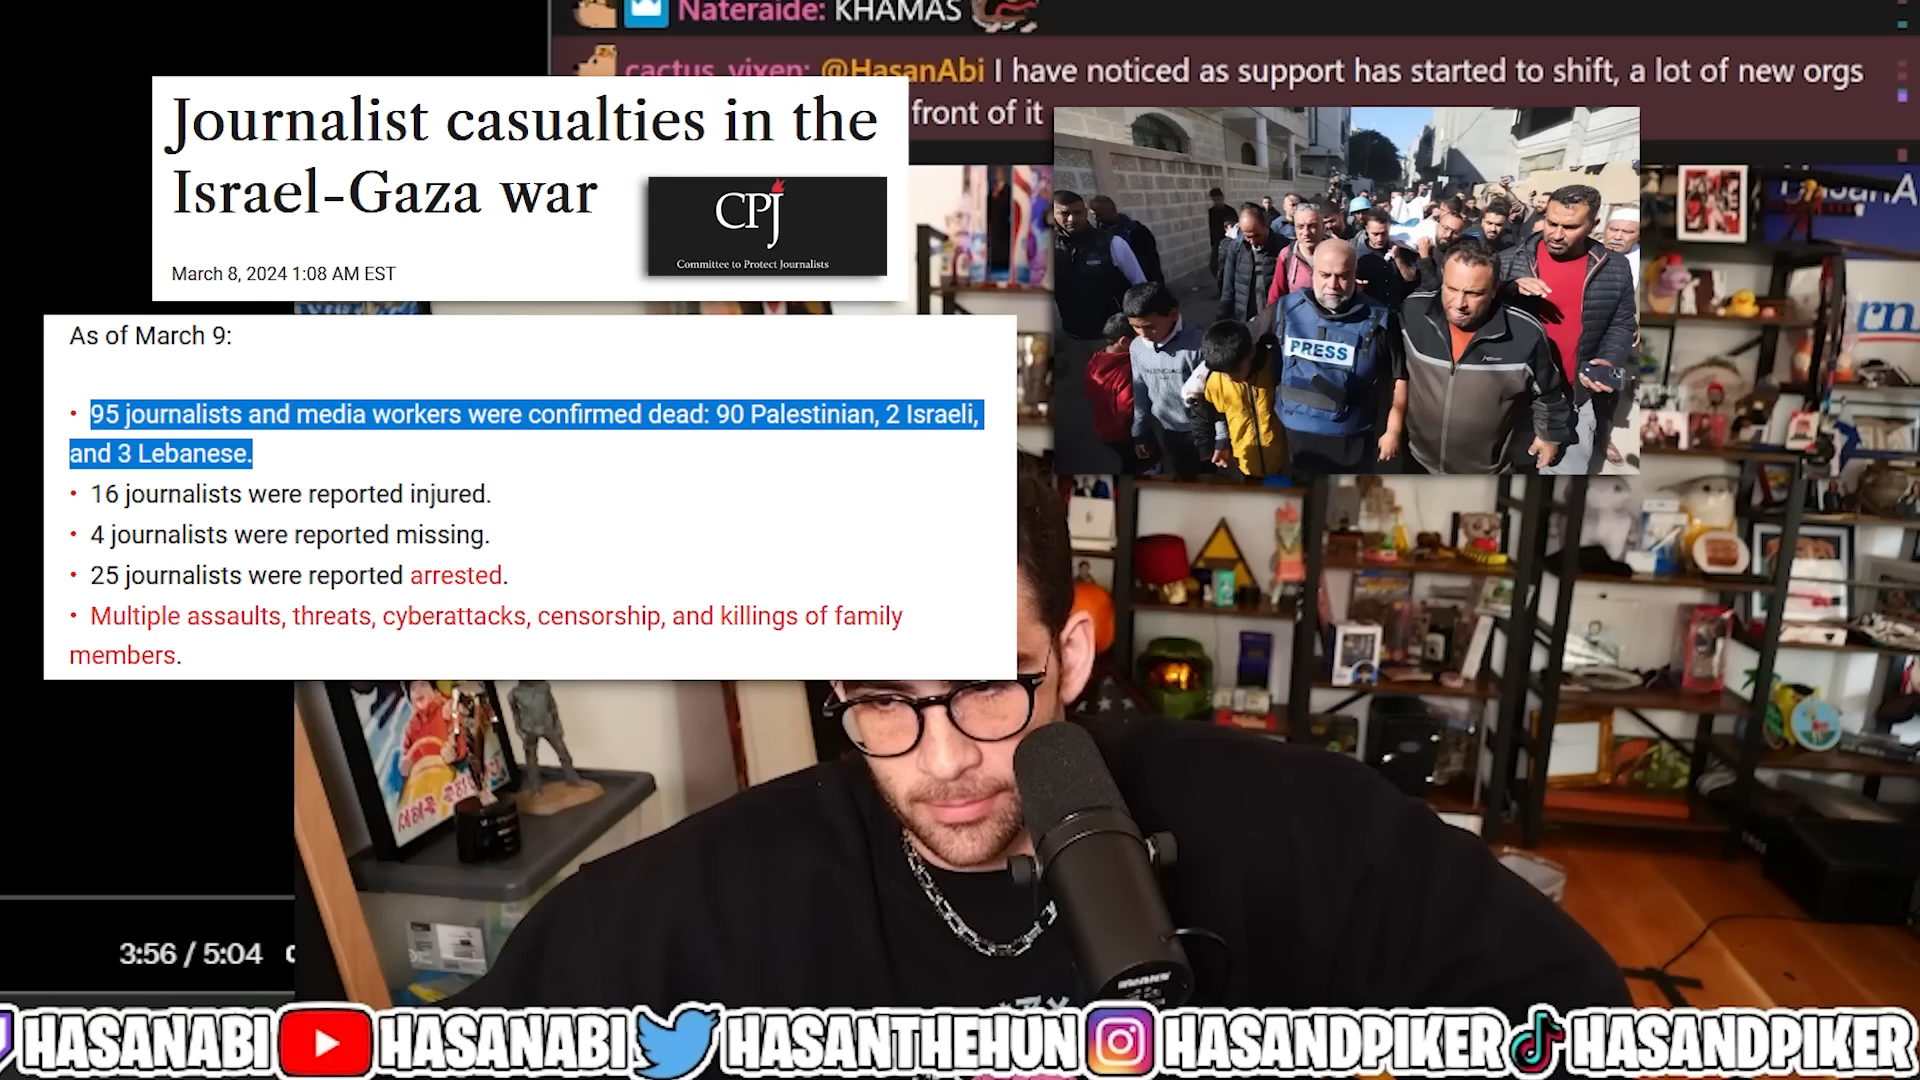 Nateraide: KHAMAS
cactus_vixen: @HasanAbi I have noticed as support has started to shift, a lot of new orgs
front of it
Journalist casualties in the
Israel-Gaza war
CPJ
Committee to Protect Journalists
March 8, 2024 1:08 AM EST
PRESS
As of March 9:
• 95 journalists and media workers were confirmed dead: 90 Palestinian, 2 Israeli,
and 3 Lebanese.
• 16 journalists were reported injured.
• 4 journalists were reported missing.
• 25 journalists were reported arrested.
• Multiple assaults, threats, cyberattacks, censorship, and killings of family
members.
3:56 / 5:04
HASANABI HASANABI HASANTHEHUN HASANDPIKER HASANDPIKER